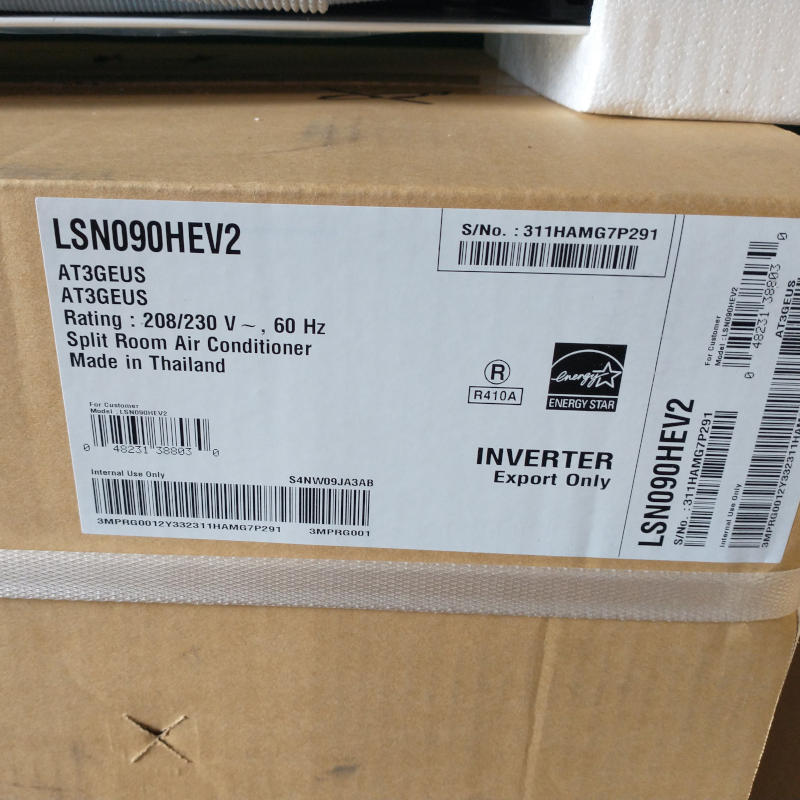 LSN090HEV2
S/No. : 311HAMG7P291
AT3GEUS
AT3GEUS
Rating : 208/230 V ~, 60 Hz
Split Room Air Conditioner
Made in Thailand
R
R410A
energy
ENERGY STAR
For Customer
Model : LSN090HEV2
0 48231 38803 0
INVERTER
Export Only
Internal Use Only
S4NW09JA3AB
3MPRG0012Y332311HAMG7P291
3MPRG001
LSN090HEV2
S/No. : 311HAMG7P291
For Customer
Model : LSN090HEV2
0 48231 38803 0
AT3GEUS
Internal Use Only
3MPRG0012Y332311HAM